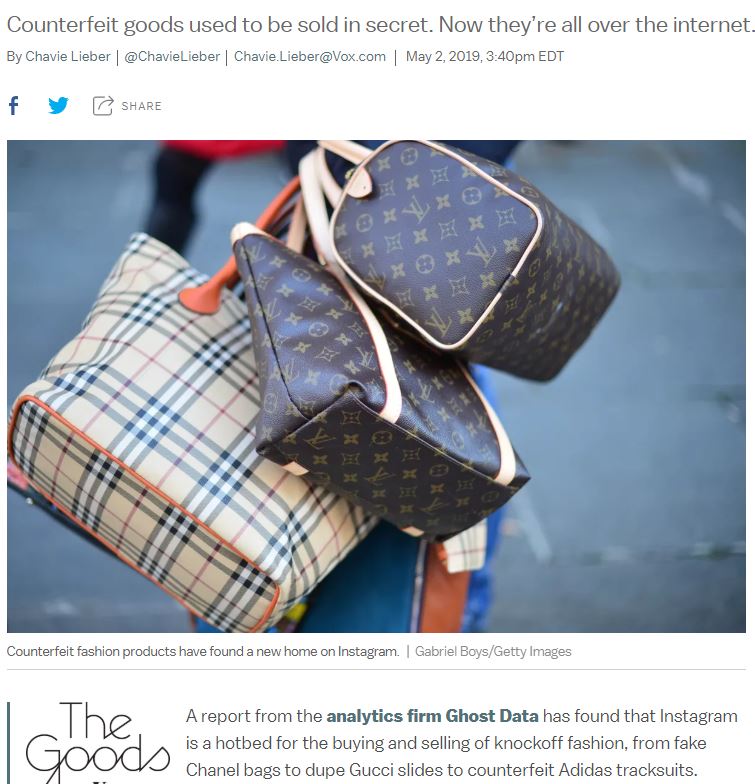 Counterfeit goods used to be sold in secret. Now they’re all over the internet.
By Chavie Lieber | @ChavieLieber | Chavie.Lieber@Vox.com | May 2, 2019, 3:40pm EDT
f SHARE
Counterfeit fashion products have found a new home on Instagram. | Gabriel Boys/Getty Images
The
Goods
A report from the analytics firm Ghost Data has found that Instagram
is a hotbed for the buying and selling of knockoff fashion, from fake
Chanel bags to dupe Gucci slides to counterfeit Adidas tracksuits.